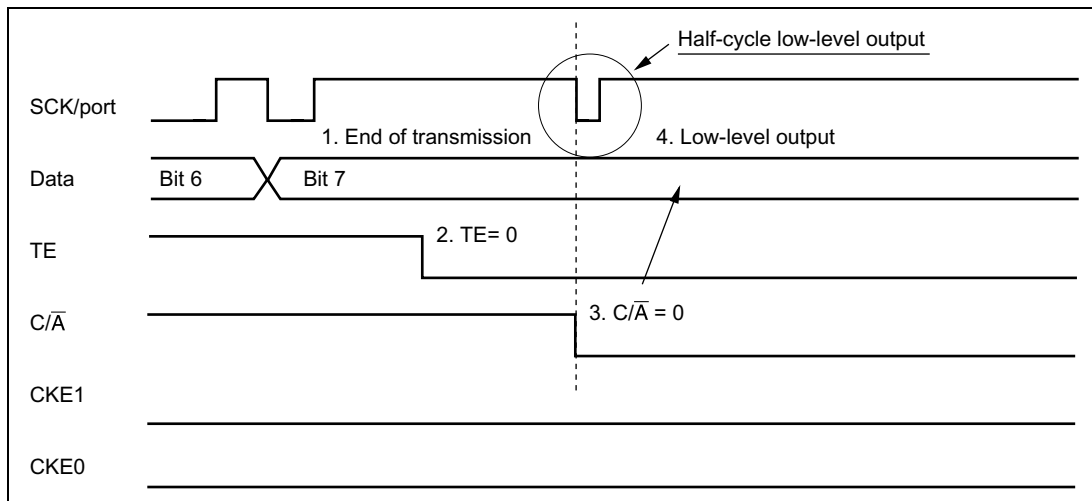 Half-cycle low-level output
SCK/port
1. End of transmission
4. Low-level output
Data
Bit 6
Bit 7
TE
2. TE= 0
C/A̅
3. C/A̅ = 0
CKE1
CKE0